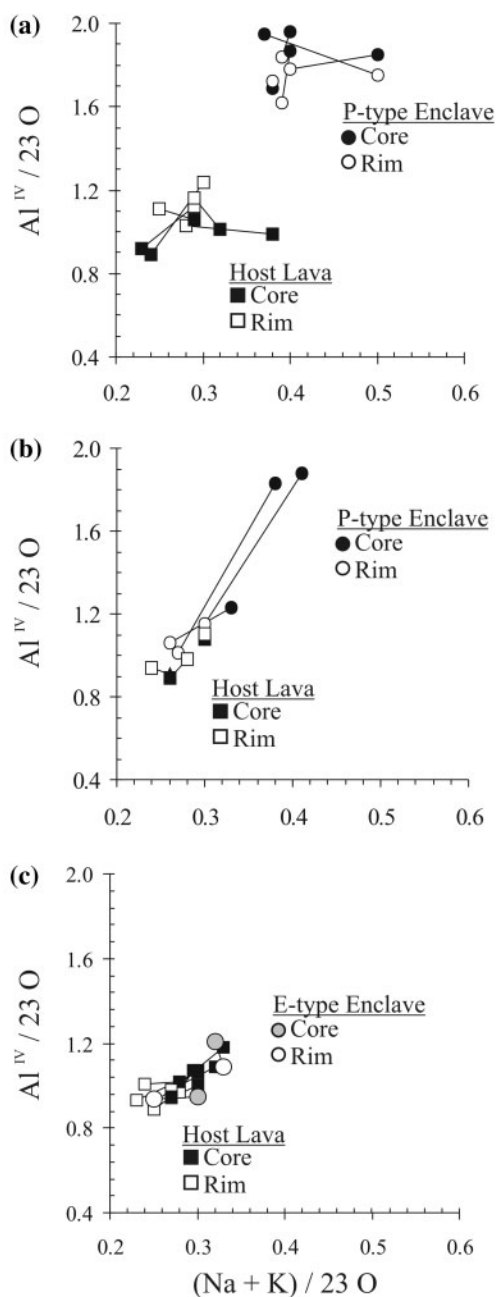 (a)
2.0
1.6
1.2
0.8
0.4
Al IV / 23 O
P-type Enclave
Core
Rim
Host Lava
Core
Rim
0.2 0.3 0.4 0.5 0.6
(b)
2.0
1.6
1.2
0.8
0.4
Al IV / 23 O
P-type Enclave
Core
Rim
Host Lava
Core
Rim
0.2 0.3 0.4 0.5 0.6
(c)
2.0
1.6
1.2
0.8
0.4
Al IV / 23 O
E-type Enclave
Core
Rim
Host Lava
Core
Rim
0.2 0.3 0.4 0.5 0.6
(Na + K) / 23 O